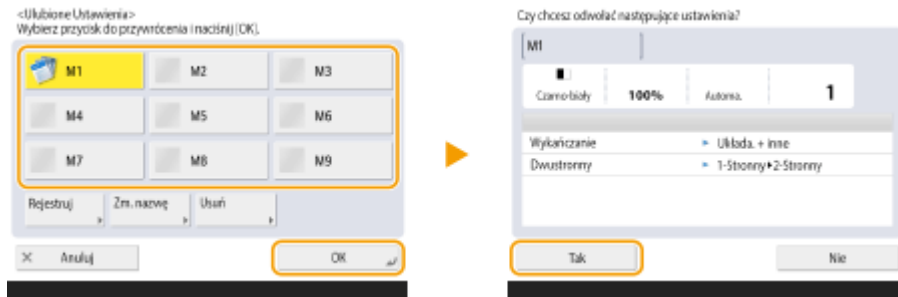 <Ulubione Ustawienia>
Wybierz przycisk do przywrócenia i naciśnij [OK].
M1 M2 M3
M4 M5 M6
M7 M8 M9
Rejestruj Zm. nazwę Usuń
Anuluj OK
Czy chcesz odwołać następujące ustawienia?
M1
Czarno-biały 100% Automa. 1
Wykańczanie Układa. + inne
Dwustronny 1-Stronny▸2-Stronny
Tak Nie